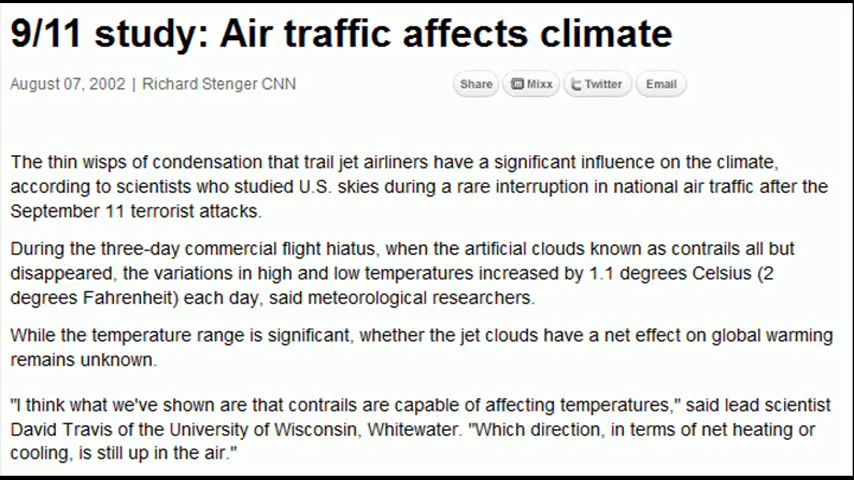 9/11 study: Air traffic affects climate
August 07, 2002 | Richard Stenger CNN
Share Mixx Twitter Email
The thin wisps of condensation that trail jet airliners have a significant influence on the climate,
according to scientists who studied U.S. skies during a rare interruption in national air traffic after the
September 11 terrorist attacks.
During the three-day commercial flight hiatus, when the artificial clouds known as contrails all but
disappeared, the variations in high and low temperatures increased by 1.1 degrees Celsius (2
degrees Fahrenheit) each day, said meteorological researchers.
While the temperature range is significant, whether the jet clouds have a net effect on global warming
remains unknown.
"I think what we've shown are that contrails are capable of affecting temperatures," said lead scientist
David Travis of the University of Wisconsin, Whitewater. "Which direction, in terms of net heating or
cooling, is still up in the air."